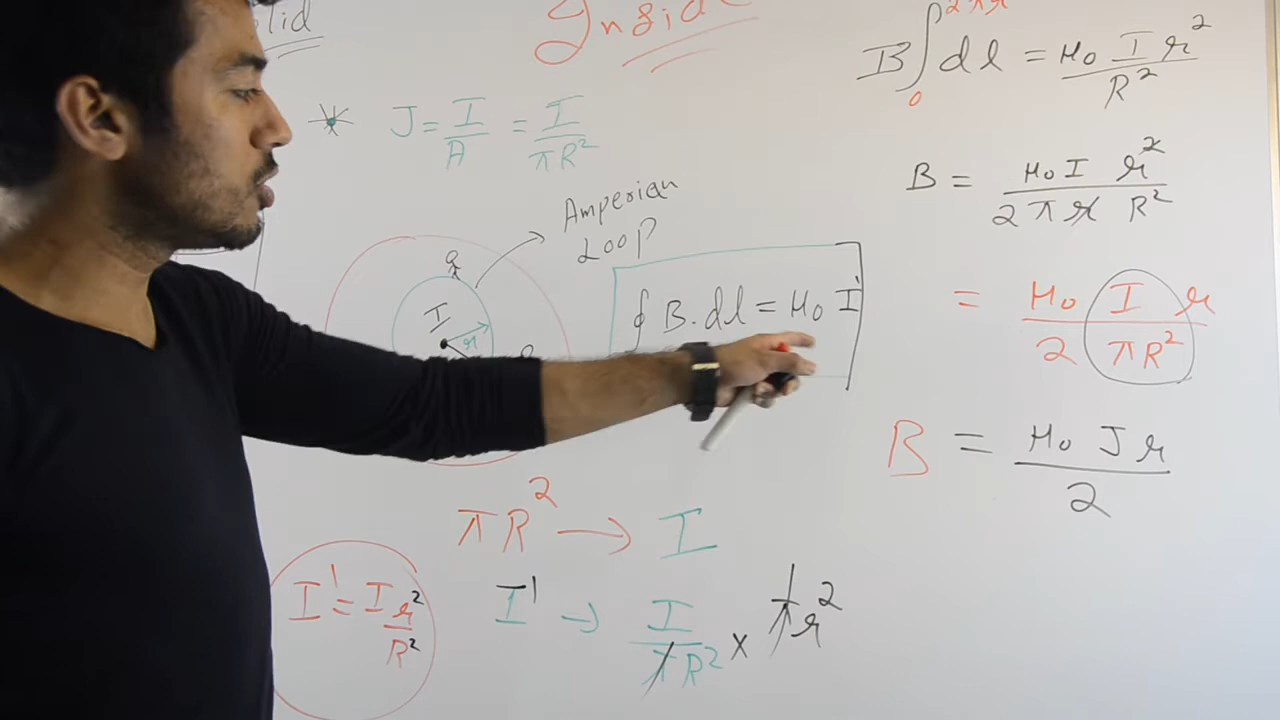 lid
Inside
J = I/A = I/πR²
Amperian
Loop
I
r
∮ B.dl = μ₀ I'
πR² → I
I' = I r²/R²
I' → I/πR² × πr²
B ∫₀^2πr dl = μ₀ I r²/R²
B = μ₀ I r²/2πr R²
= μ₀ I r/2 πR²
B = μ₀ J r/2